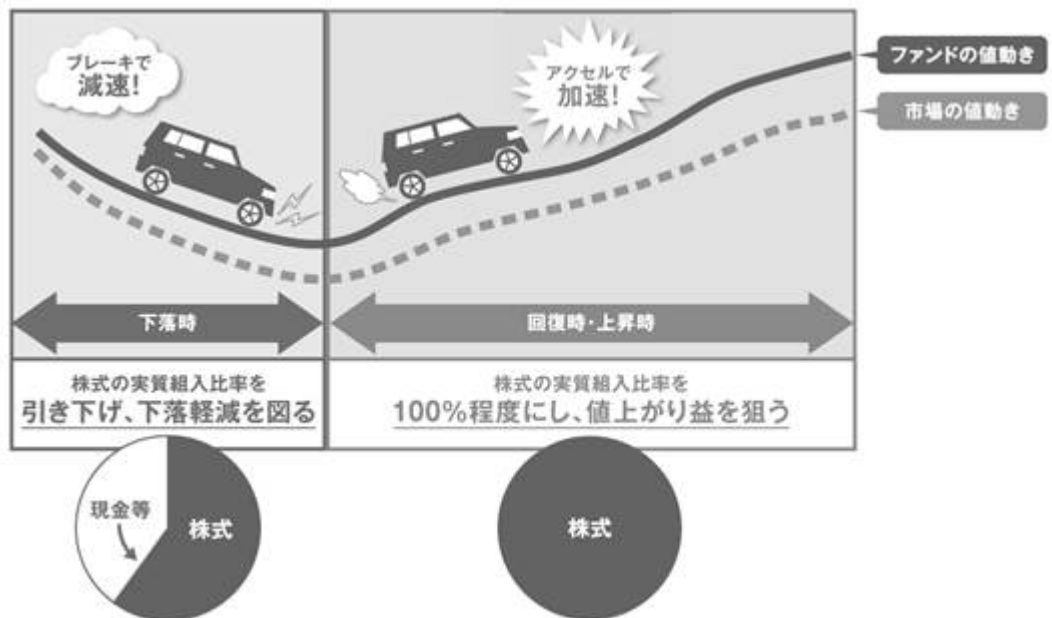 ブレーキで
減速!
アクセルで
加速!
ファンドの値動き
市場の値動き
下落時
回復時・上昇時
株式の実質組入比率を
引き下げ、下落軽減を図る
株式の実質組入比率を
100%程度にし、値上がり益を狙う
現金等
株式
株式